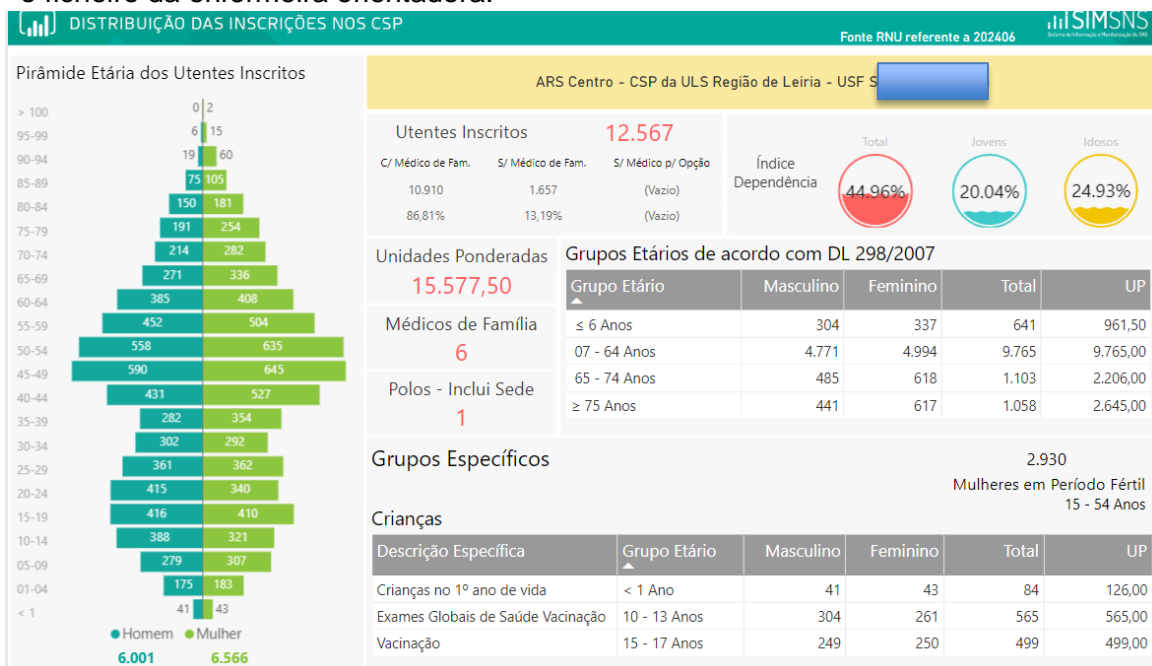 o ficheiro da enfermeira orientadora.
DISTRIBUIÇÃO DAS INSCRIÇÕES NOS CSP
Fonte RNU referente a 202406
SIMSNS
Pirâmide Etária dos Utentes Inscritos
> 100 0 2
95-99 6 15
90-94 19 60
85-89 75 105
80-84 150 181
75-79 191 254
70-74 214 282
65-69 271 336
60-64 385 408
55-59 452 504
50-54 558 635
45-49 590 645
40-44 431 527
35-39 282 354
30-34 302 292
25-29 361 362
20-24 415 340
15-19 416 410
10-14 388 321
05-09 279 307
01-04 175 183
< 1 41 43
Homem Mulher
6.001 6.566
ARS Centro - CSP da ULS Região de Leiria - USF S
Utentes Inscritos 12.567
C/ Médico de Fam. S/ Médico de Fam. S/ Médico p/ Opção
10.910 1.657 (Vazio)
86,81% 13,19% (Vazio)
Índice
Dependência
Total Jovens Idosos
44.96% 20.04% 24.93%
Unidades Ponderadas
15.577,50
Médicos de Família
6
Polos - Inclui Sede
1
Grupos Etários de acordo com DL 298/2007
Grupo Etário Masculino Feminino Total UP
≤ 6 Anos 304 337 641 961,50
07 - 64 Anos 4.771 4.994 9.765 9.765,00
65 - 74 Anos 485 618 1.103 2.206,00
≥ 75 Anos 441 617 1.058 2.645,00
Grupos Específicos
2.930
Mulheres em Período Fértil
15 - 54 Anos
Crianças
Descrição Específica Grupo Etário Masculino Feminino Total UP
Crianças no 1º ano de vida < 1 Ano 41 43 84 126,00
Exames Globais de Saúde Vacinação 10 - 13 Anos 304 261 565 565,00
Vacinação 15 - 17 Anos 249 250 499 499,00